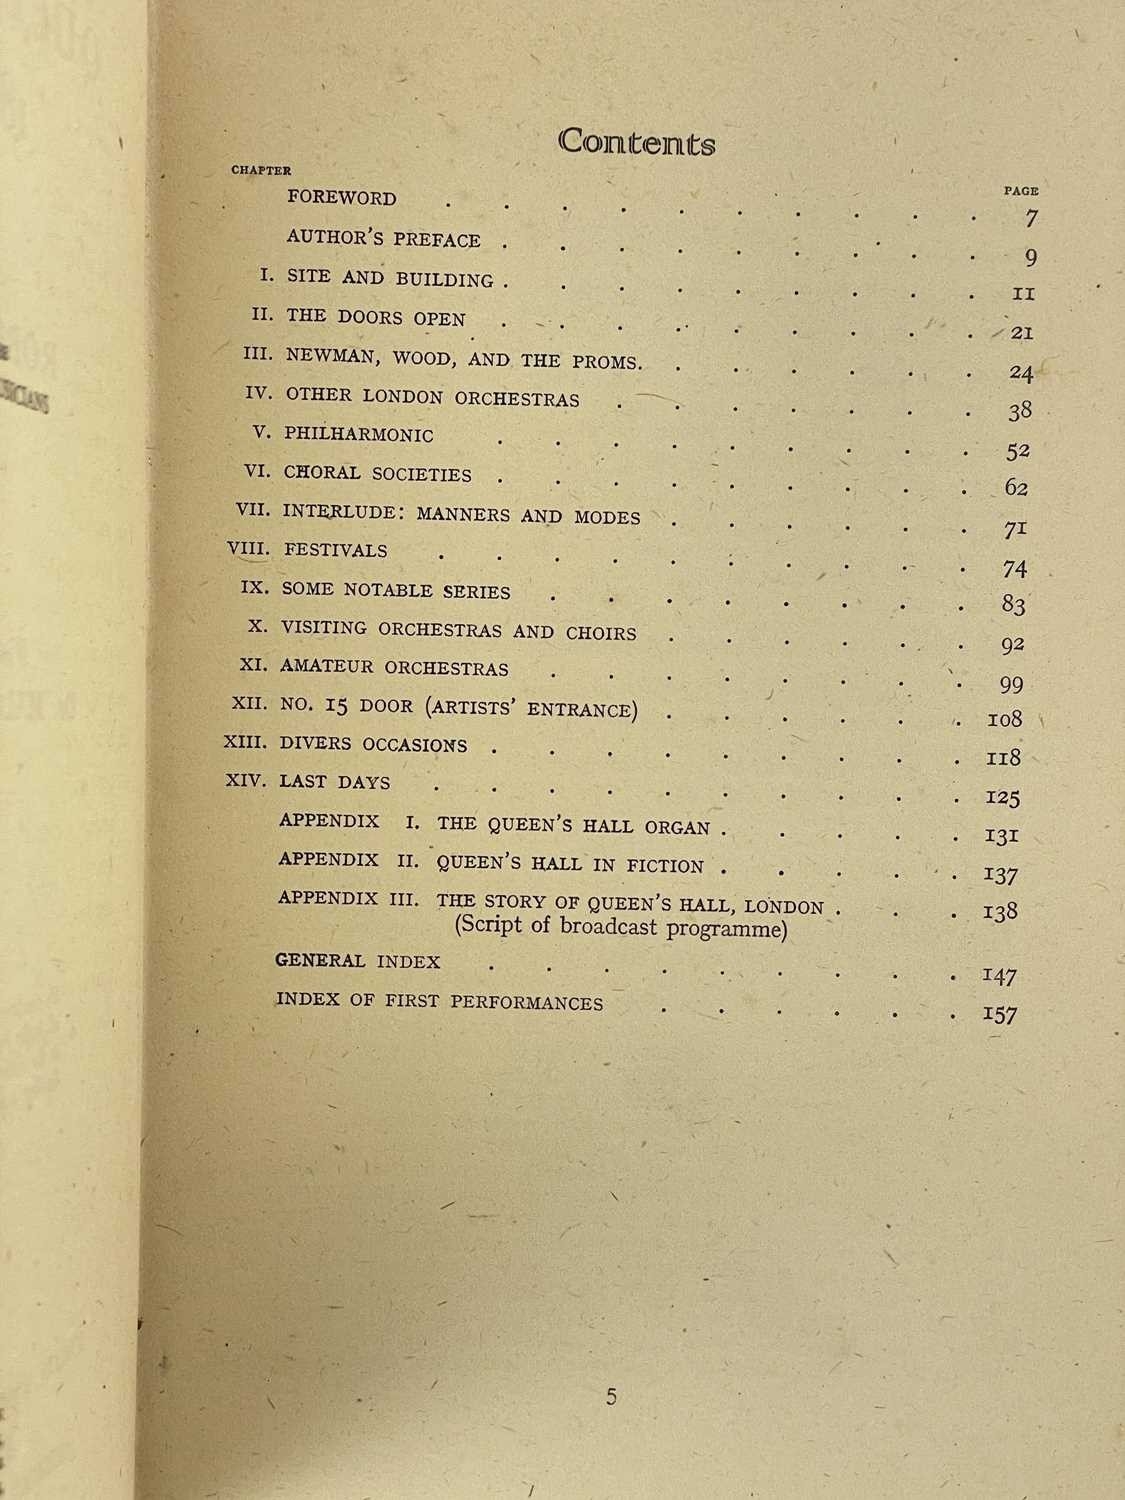 Contents
CHAPTER
PAGE
FOREWORD . . . . . . . . . . 7
AUTHOR'S PREFACE . . . . . . . . . 9
I. SITE AND BUILDING . . . . . . . . . 11
II. THE DOORS OPEN . . . . . . . . . 21
III. NEWMAN, WOOD, AND THE PROMS. . . . . . . 24
IV. OTHER LONDON ORCHESTRAS . . . . . . . 38
V. PHILHARMONIC . . . . . . . . . 52
VI. CHORAL SOCIETIES . . . . . . . . . 62
VII. INTERLUDE: MANNERS AND MODES . . . . . . 71
VIII. FESTIVALS . . . . . . . . . . 74
IX. SOME NOTABLE SERIES . . . . . . . . 83
X. VISITING ORCHESTRAS AND CHOIRS . . . . . . 92
XI. AMATEUR ORCHESTRAS . . . . . . . . 99
XII. NO. 15 DOOR (ARTISTS' ENTRANCE) . . . . . . 108
XIII. DIVERS OCCASIONS . . . . . . . . . 118
XIV. LAST DAYS . . . . . . . . . . 125
APPENDIX I. THE QUEEN'S HALL ORGAN . . . . . 131
APPENDIX II. QUEEN'S HALL IN FICTION . . . . . 137
APPENDIX III. THE STORY OF QUEEN'S HALL, LONDON . . . 138
(Script of broadcast programme)
GENERAL INDEX . . . . . . . . . 147
INDEX OF FIRST PERFORMANCES . . . . . . 157
5